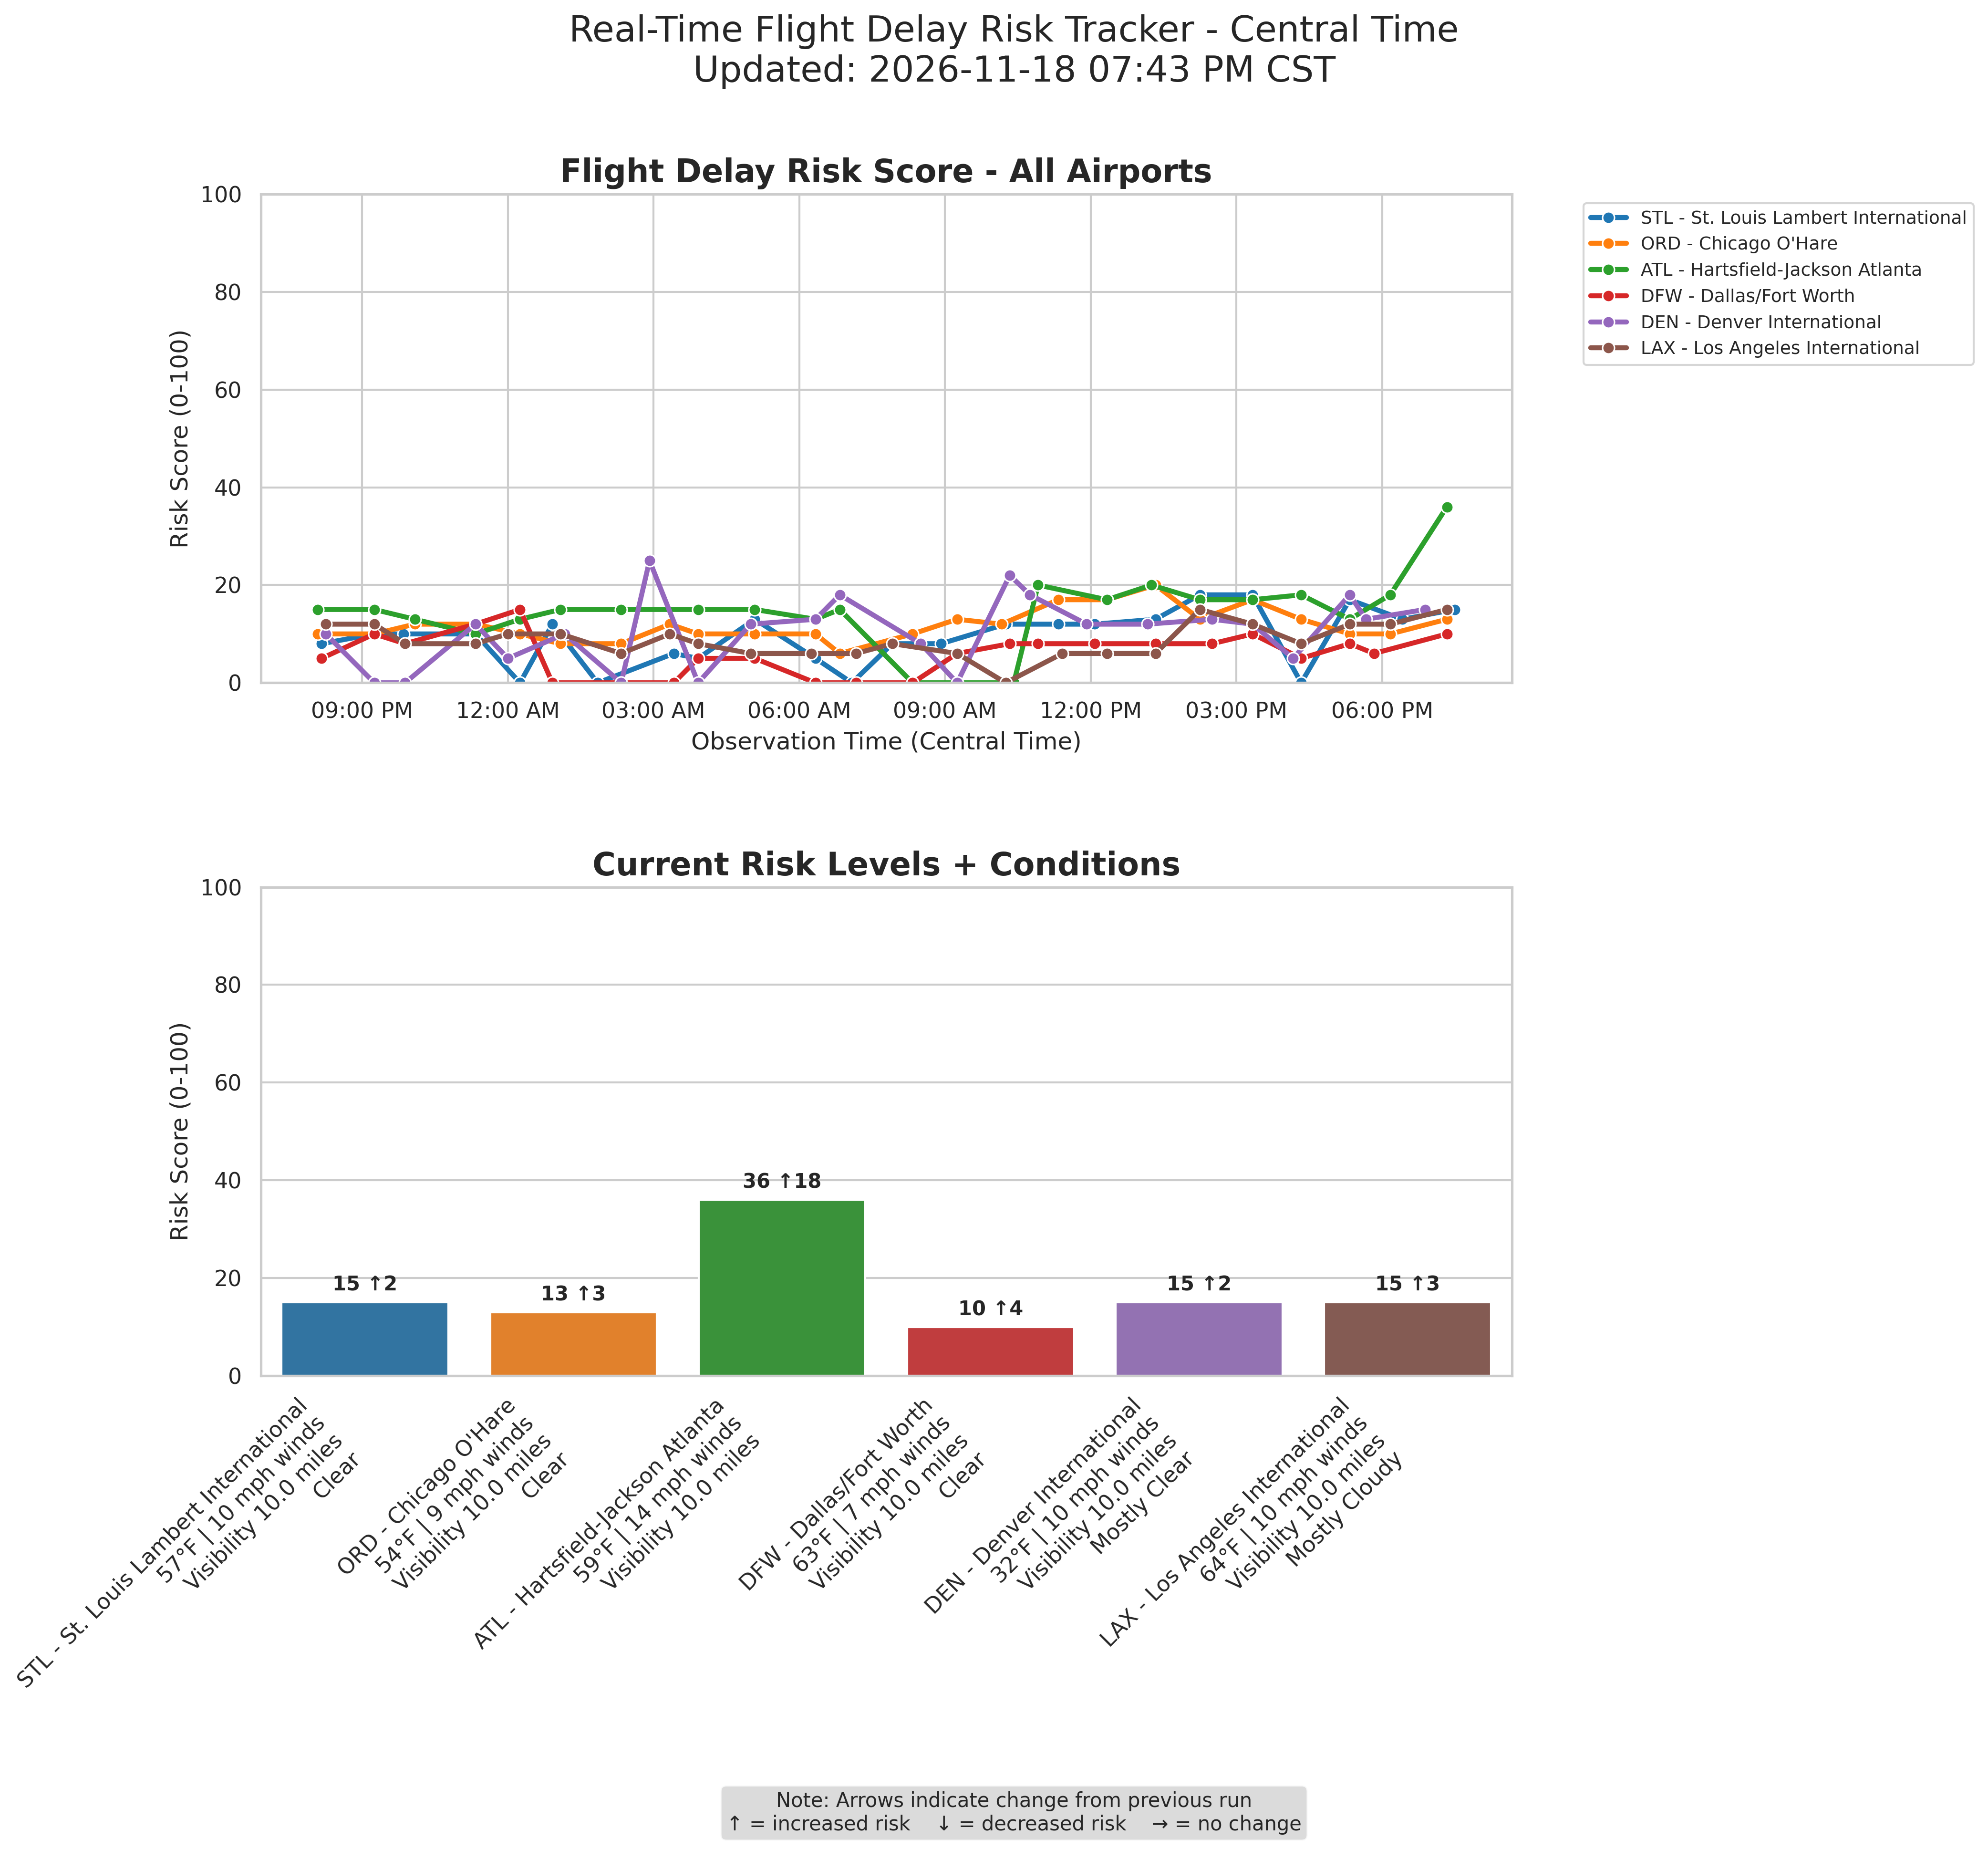 Real-Time Flight Delay Risk Tracker - Central Time
Updated: 2026-11-18 07:43 PM CST
Flight Delay Risk Score - All Airports
Risk Score (0-100)
100
80
60
40
20
0
09:00 PM
12:00 AM
03:00 AM
06:00 AM
09:00 AM
12:00 PM
03:00 PM
06:00 PM
Observation Time (Central Time)
STL - St. Louis Lambert International
ORD - Chicago O'Hare
ATL - Hartsfield-Jackson Atlanta
DFW - Dallas/Fort Worth
DEN - Denver International
LAX - Los Angeles International
Current Risk Levels + Conditions
Risk Score (0-100)
100
80
60
40
20
0
15 ↑2
13 ↑3
36 ↑18
10 ↑4
15 ↑2
15 ↑3
STL - St. Louis Lambert International
57°F | 10 mph winds
Visibility 10.0 miles
Clear
ORD - Chicago O'Hare
54°F | 9 mph winds
Visibility 10.0 miles
Clear
ATL - Hartsfield-Jackson Atlanta
59°F | 14 mph winds
Visibility 10.0 miles
DFW - Dallas/Fort Worth
63°F | 7 mph winds
Visibility 10.0 miles
Clear
DEN - Denver International
32°F | 10 mph winds
Visibility 10.0 miles
Mostly Clear
LAX - Los Angeles International
64°F | 10 mph winds
Visibility 10.0 miles
Mostly Cloudy
Note: Arrows indicate change from previous run
↑ = increased risk ↓ = decreased risk → = no change